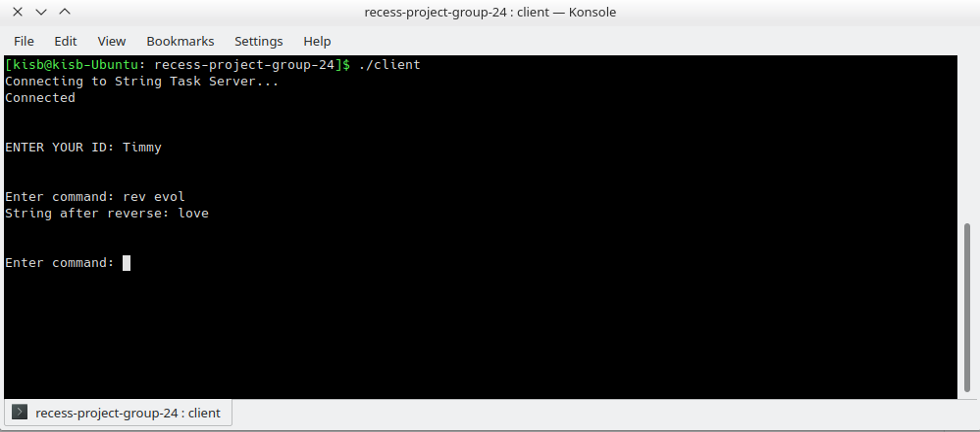 recess-project-group-24 : client — Konsole
File Edit View Bookmarks Settings Help
[kisb@kisb-Ubuntu: recess-project-group-24]$ ./client
Connecting to String Task Server...
Connected
ENTER YOUR ID: Timmy
Enter command: rev evol
String after reverse: love
Enter command:
recess-project-group-24 : client